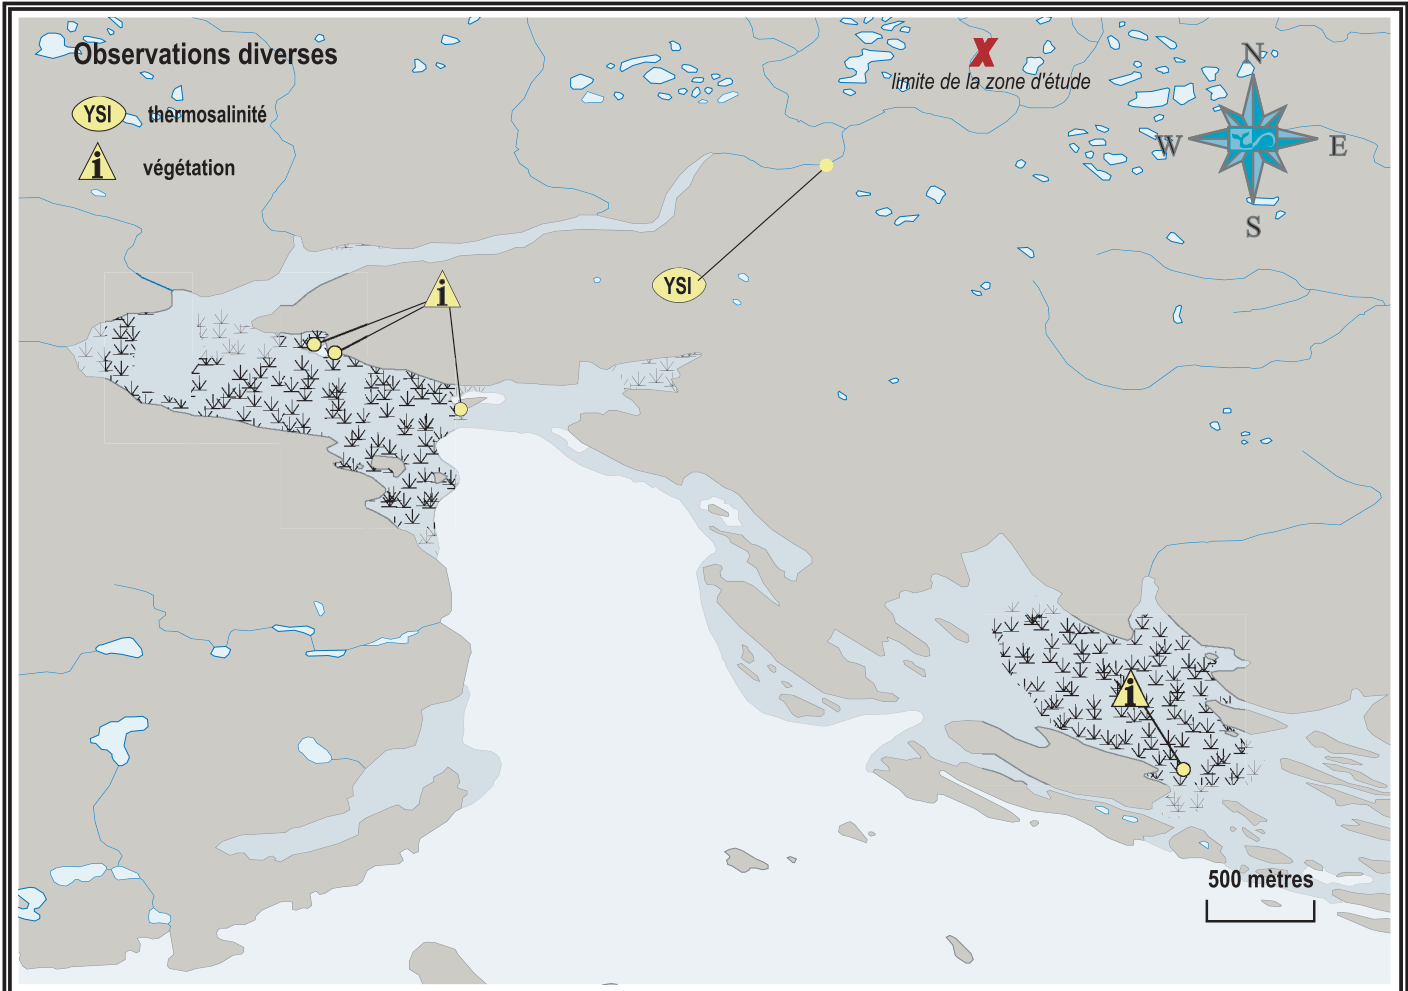 Observations diverses
YSI thermosalinité
i végétation
X
limite de la zone d'étude
N
W E
S
i
YSI
i
500 mètres